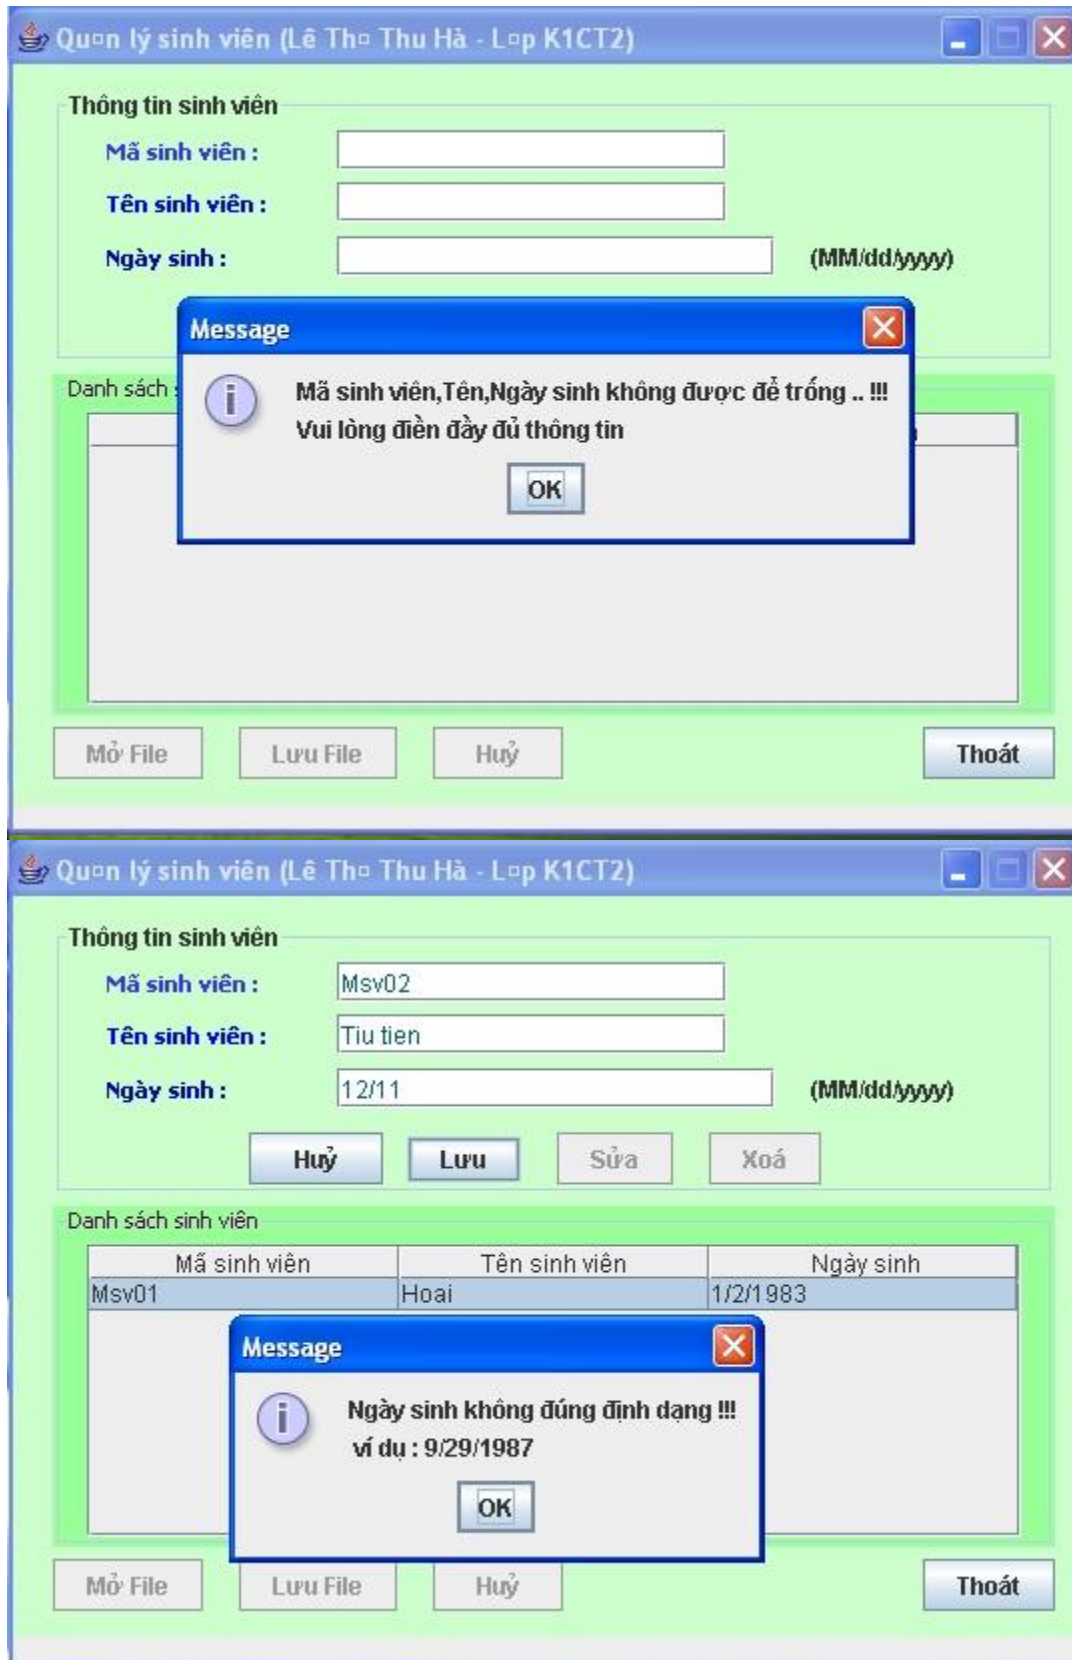 Qu¤n lý sinh viên (Lê Th¤ Thu Hà - L¤p K1CT2)
Thông tin sinh viên
Mã sinh viên :
Tên sinh viên :
Ngày sinh : (MM/dd/yyyy)
Message
Danh sách
Mã sinh viên,Tên,Ngày sinh không được để trống .. !!!
Vui lòng điền đầy đủ thông tin
OK
Mở File Lưu File Huỷ Thoát
Qu¤n lý sinh viên (Lê Th¤ Thu Hà - L¤p K1CT2)
Thông tin sinh viên
Mã sinh viên : Msv02
Tên sinh viên : Tiu tien
Ngày sinh : 12/11 (MM/dd/yyyy)
Huỷ Lưu Sửa Xoá
Danh sách sinh viên
Mã sinh viên Tên sinh viên Ngày sinh
Msv01 Hoai 1/2/1983
Message
Ngày sinh không đúng định dạng !!!
ví dụ : 9/29/1987
OK
Mở File Lưu File Huỷ Thoát